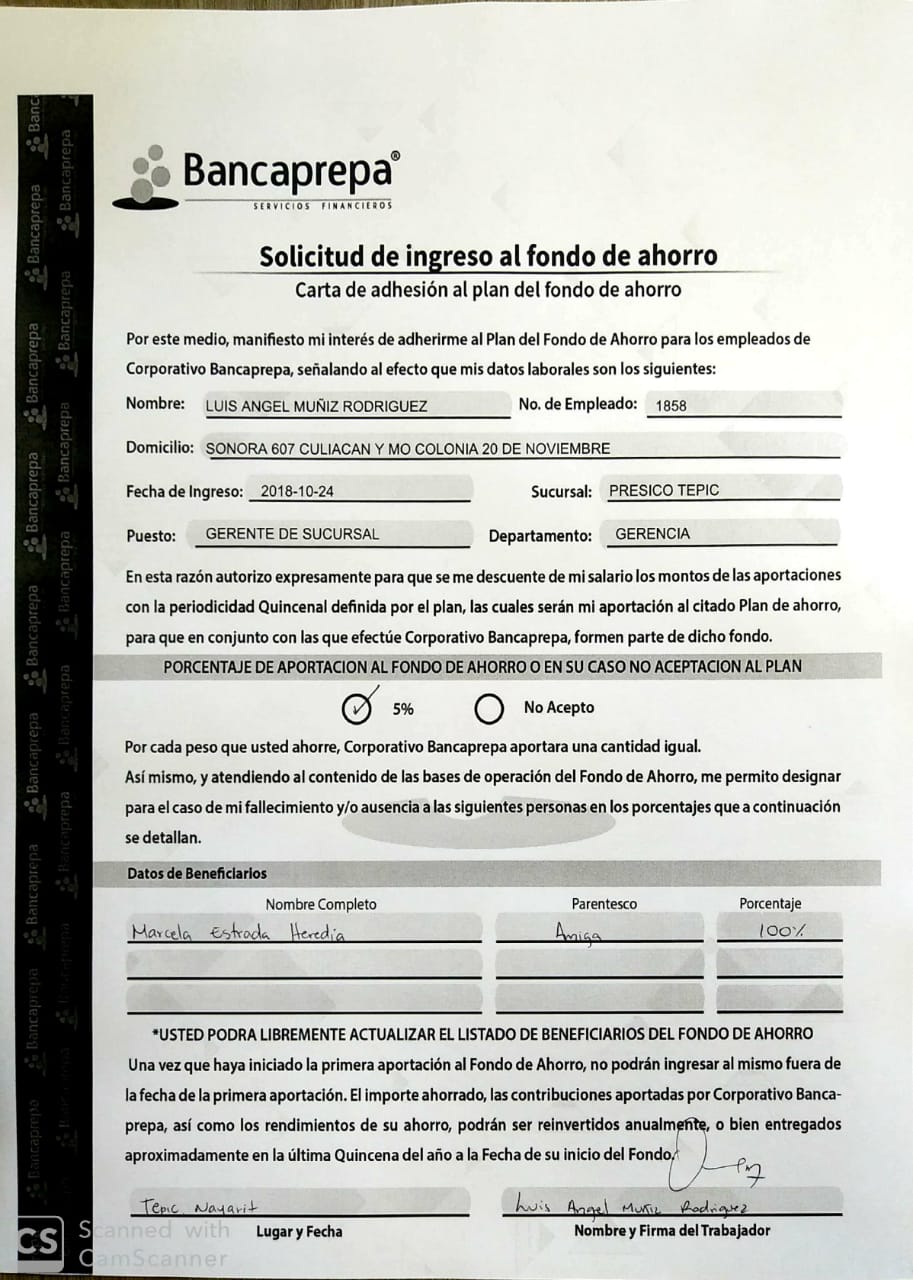 Bancaprepa®
SERVICIOS FINANCIEROS
Solicitud de ingreso al fondo de ahorro
Carta de adhesión al plan del fondo de ahorro
Por este medio, manifiesto mi interés de adherirme al Plan del Fondo de Ahorro para los empleados de
Corporativo Bancaprepa, señalando al efecto que mis datos laborales son los siguientes:
Nombre: LUIS ANGEL MUÑIZ RODRIGUEZ No. de Empleado: 1858
Domicilio: SONORA 607 CULIACAN Y MO COLONIA 20 DE NOVIEMBRE
Fecha de Ingreso: 2018-10-24 Sucursal: PRESICO TEPIC
Puesto: GERENTE DE SUCURSAL Departamento: GERENCIA
En esta razón autorizo expresamente para que se me descuente de mi salario los montos de las aportaciones
con la periodicidad Quincenal definida por el plan, las cuales serán mi aportación al citado Plan de ahorro,
para que en conjunto con las que efectúe Corporativo Bancaprepa, formen parte de dicho fondo.
PORCENTAJE DE APORTACION AL FONDO DE AHORRO O EN SU CASO NO ACEPTACION AL PLAN
5% No Acepto
Por cada peso que usted ahorre, Corporativo Bancaprepa aportara una cantidad igual.
Así mismo, y atendiendo al contenido de las bases de operación del Fondo de Ahorro, me permito designar
para el caso de mi fallecimiento y/o ausencia a las siguientes personas en los porcentajes que a continuación
se detallan.
Datos de Beneficiarios
Nombre Completo Parentesco Porcentaje
Marcela Estrada Heredia Amiga 100%
*USTED PODRA LIBREMENTE ACTUALIZAR EL LISTADO DE BENEFICIARIOS DEL FONDO DE AHORRO
Una vez que haya iniciado la primera aportación al Fondo de Ahorro, no podrán ingresar al mismo fuera de
la fecha de la primera aportación. El importe ahorrado, las contribuciones aportadas por Corporativo Banca-
prepa, así como los rendimientos de su ahorro, podrán ser reinvertidos anualmente, o bien entregados
aproximadamente en la última Quincena del año a la Fecha de su inicio del Fondo.
Tepic, Nayarit Luis Angel Muñiz Rodriguez
Lugar y Fecha Nombre y Firma del Trabajador
CS Scanned with
CamScanner